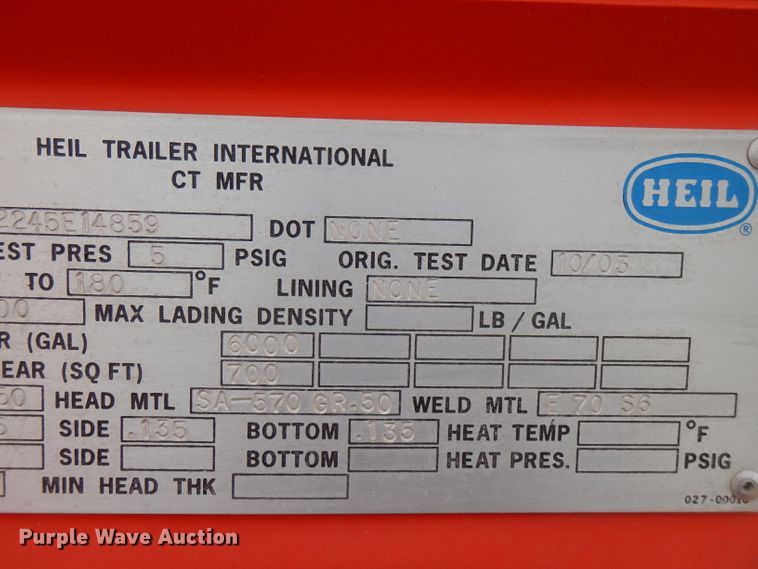 HEIL TRAILER INTERNATIONAL
CT MFR
HEIL ®
2245E14859 DOT NONE
EST PRES 5 PSIG ORIG. TEST DATE 10/03
TO 180 °F LINING NONE
00 MAX LADING DENSITY LB / GAL
R (GAL) 6000
EAR (SQ FT) 700
50 HEAD MTL SA-570 GR.50 WELD MTL E 70 S6
SIDE .135 BOTTOM .135 HEAT TEMP °F
SIDE BOTTOM HEAT PRES. PSIG
MIN HEAD THK
Purple Wave Auction